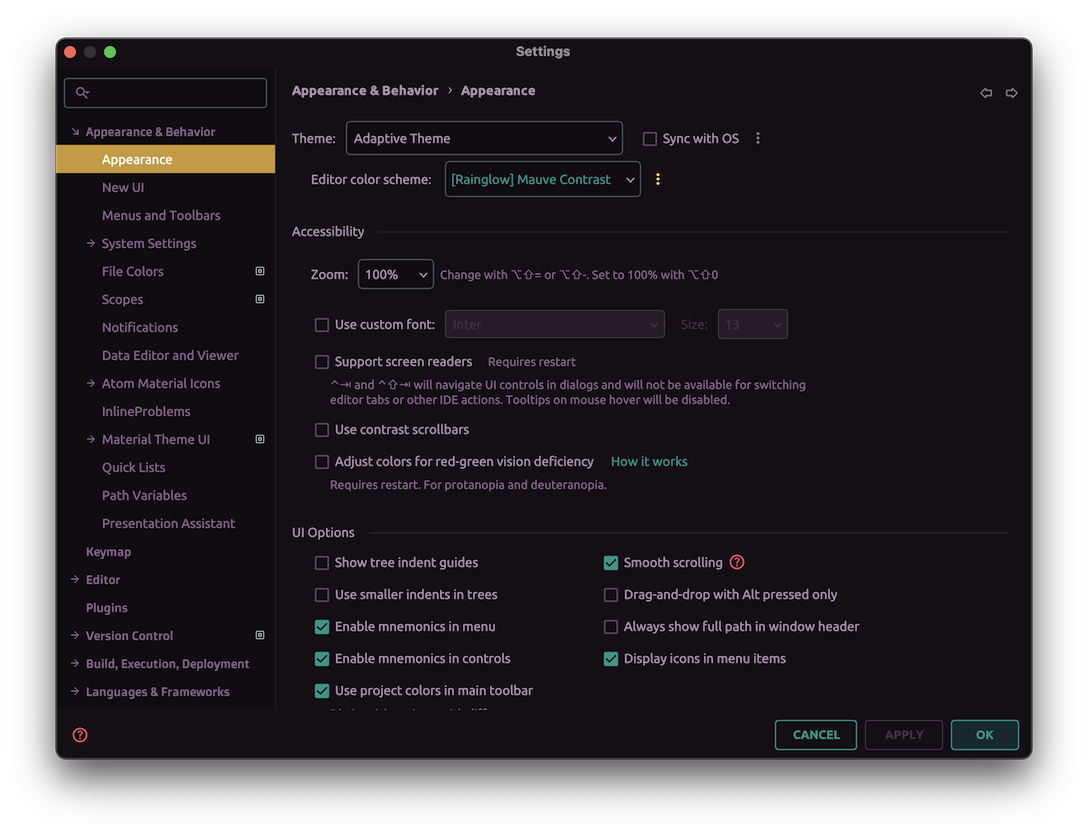 Settings
Appearance & Behavior
Appearance
New UI
Menus and Toolbars
System Settings
File Colors
Scopes
Notifications
Data Editor and Viewer
Atom Material Icons
InlineProblems
Material Theme UI
Quick Lists
Path Variables
Presentation Assistant
Keymap
Editor
Plugins
Version Control
Build, Execution, Deployment
Languages & Frameworks
Appearance & Behavior › Appearance
Theme: Adaptive Theme Sync with OS
Editor color scheme: [Rainglow] Mauve Contrast
Accessibility
Zoom: 100% Change with ⌥⇧= or ⌥⇧-. Set to 100% with ⌥⇧0
Use custom font: Inter Size: 13
Support screen readers Requires restart
^⇥ and ^⇧⇥ will navigate UI controls in dialogs and will not be available for switching
editor tabs or other IDE actions. Tooltips on mouse hover will be disabled.
Use contrast scrollbars
Adjust colors for red-green vision deficiency How it works
Requires restart. For protanopia and deuteranopia.
UI Options
Show tree indent guides Smooth scrolling ?
Use smaller indents in trees Drag-and-drop with Alt pressed only
Enable mnemonics in menu Always show full path in window header
Enable mnemonics in controls Display icons in menu items
Use project colors in main toolbar
? CANCEL APPLY OK